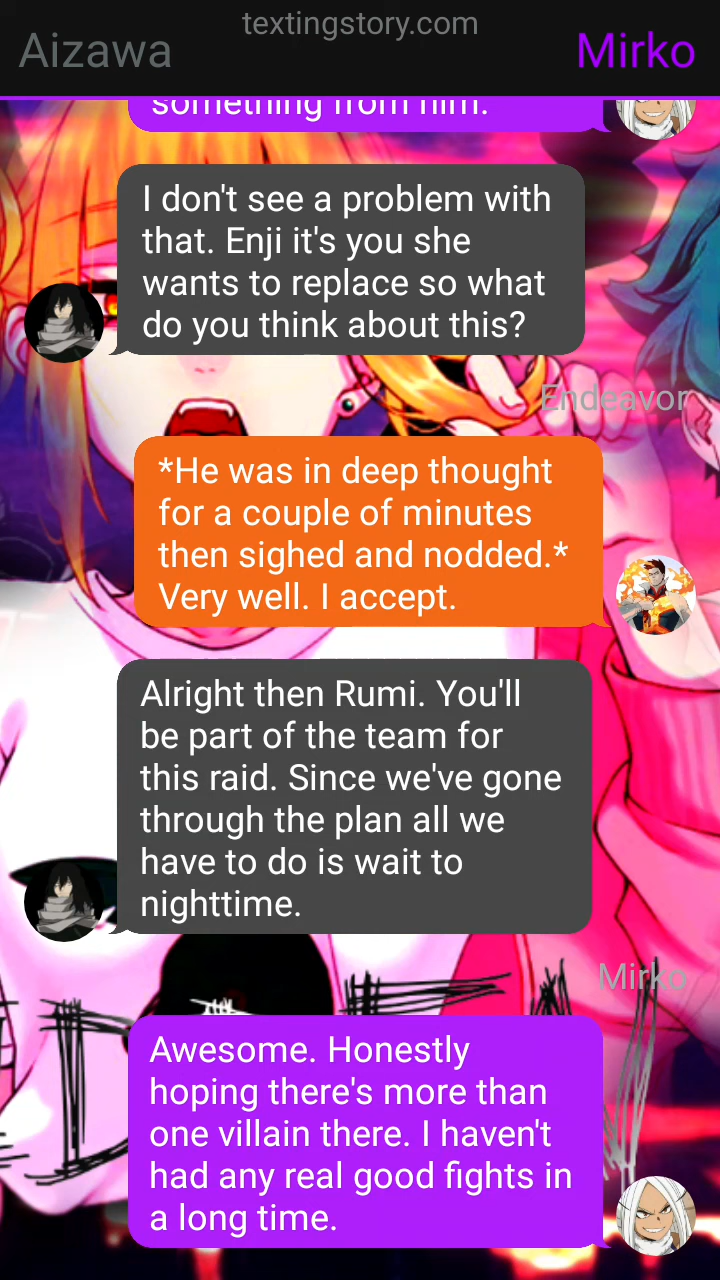 textingstory.com
Aizawa
Mirko
something from him.
I don't see a problem with
that. Enji it's you she
wants to replace so what
do you think about this?
Endeavor
*He was in deep thought
for a couple of minutes
then sighed and nodded.*
Very well. I accept.
Alright then Rumi. You'll
be part of the team for
this raid. Since we've gone
through the plan all we
have to do is wait to
nighttime.
Mirko
Awesome. Honestly
hoping there's more than
one villain there. I haven't
had any real good fights in
a long time.